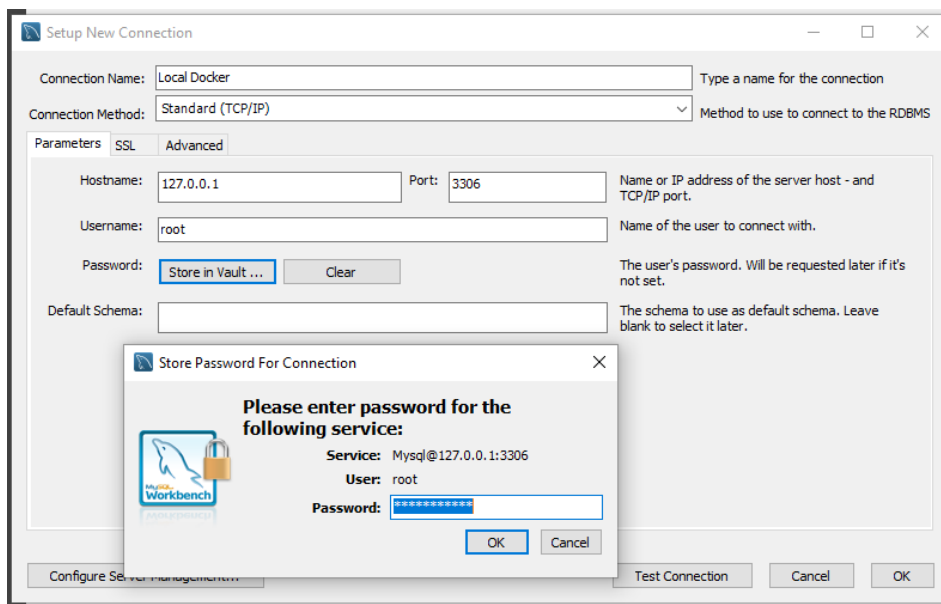 Setup New Connection
Connection Name: Local Docker Type a name for the connection
Connection Method: Standard (TCP/IP) Method to use to connect to the RDBMS
Parameters SSL Advanced
Hostname: 127.0.0.1 Port: 3306 Name or IP address of the server host - and
TCP/IP port.
Username: root Name of the user to connect with.
Password: Store in Vault ... Clear The user's password. Will be requested later if it's
not set.
Default Schema: The schema to use as default schema. Leave
blank to select it later.
Store Password For Connection
Please enter password for the
following service:
Service: Mysql@127.0.0.1:3306
User: root
Password: ***********
MySQL
Workbench
OK Cancel
Configure Test Connection Cancel OK